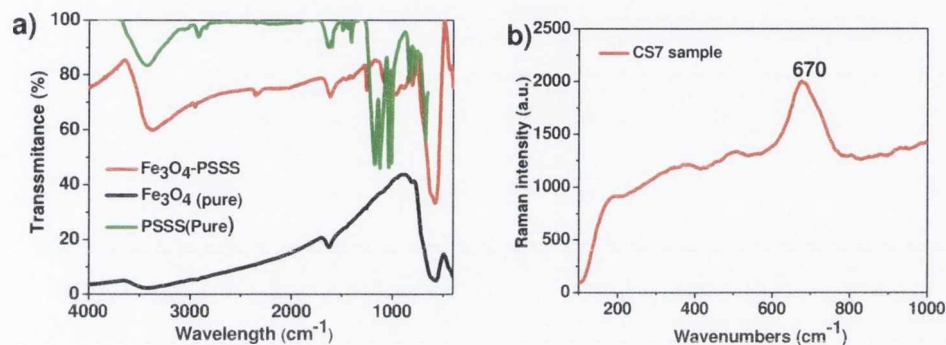 a)
100
80
60
40
20
0
Transsmitance (%)
Fe₃O₄-PSSS
Fe₃O₄ (pure)
PSSS(Pure)
4000 3000 2000 1000
Wavelength (cm⁻¹)
b)
2500
2000
1500
1000
500
0
Raman intensity (a.u.)
CS7 sample
670
200 400 600 800 1000
Wavenumbers (cm⁻¹)